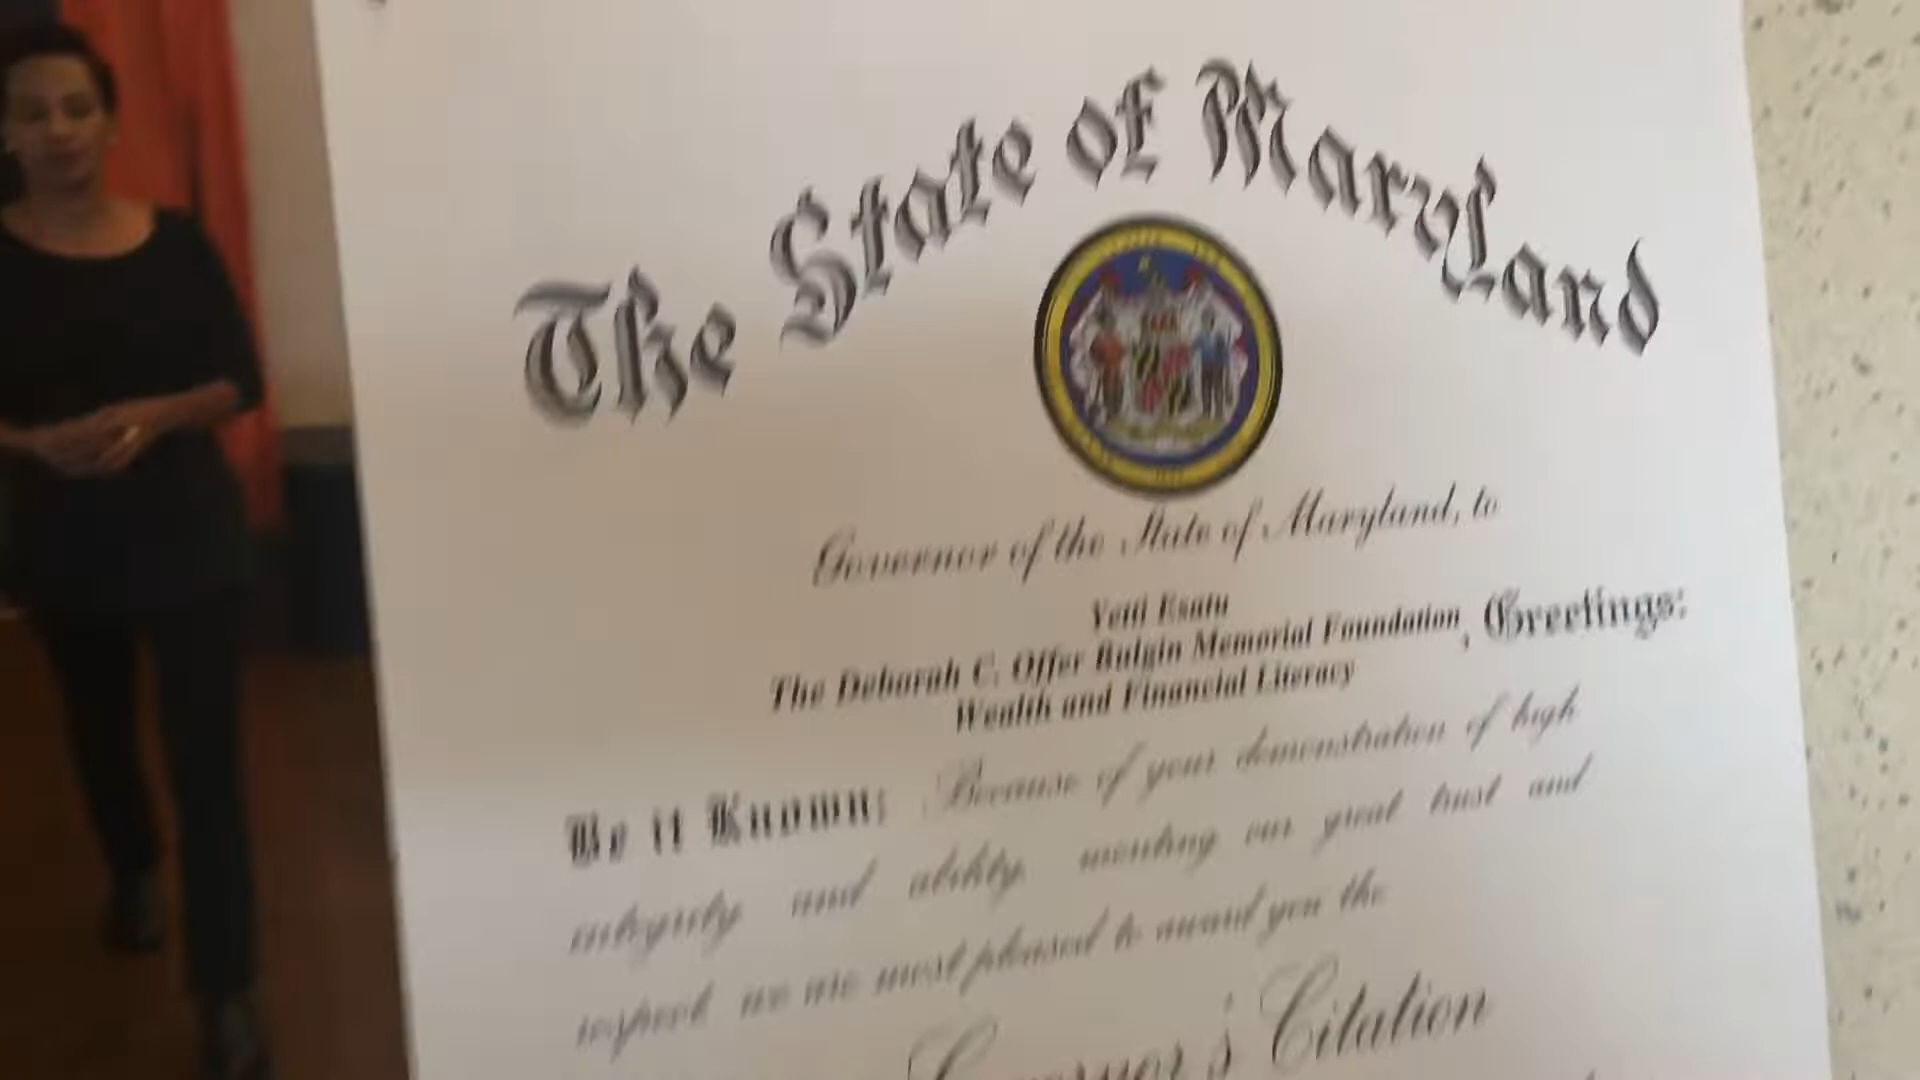 The State of Maryland
Governor of the State of Maryland, to
The Deborah C. Offer Bulgin Memorial Foundation, Greetings:
Wealth and Financial Literacy
Be it Known: Because of your demonstration of high
integrity and ability, meriting our great trust and
respect we are most pleased to award you the
Governor's Citation